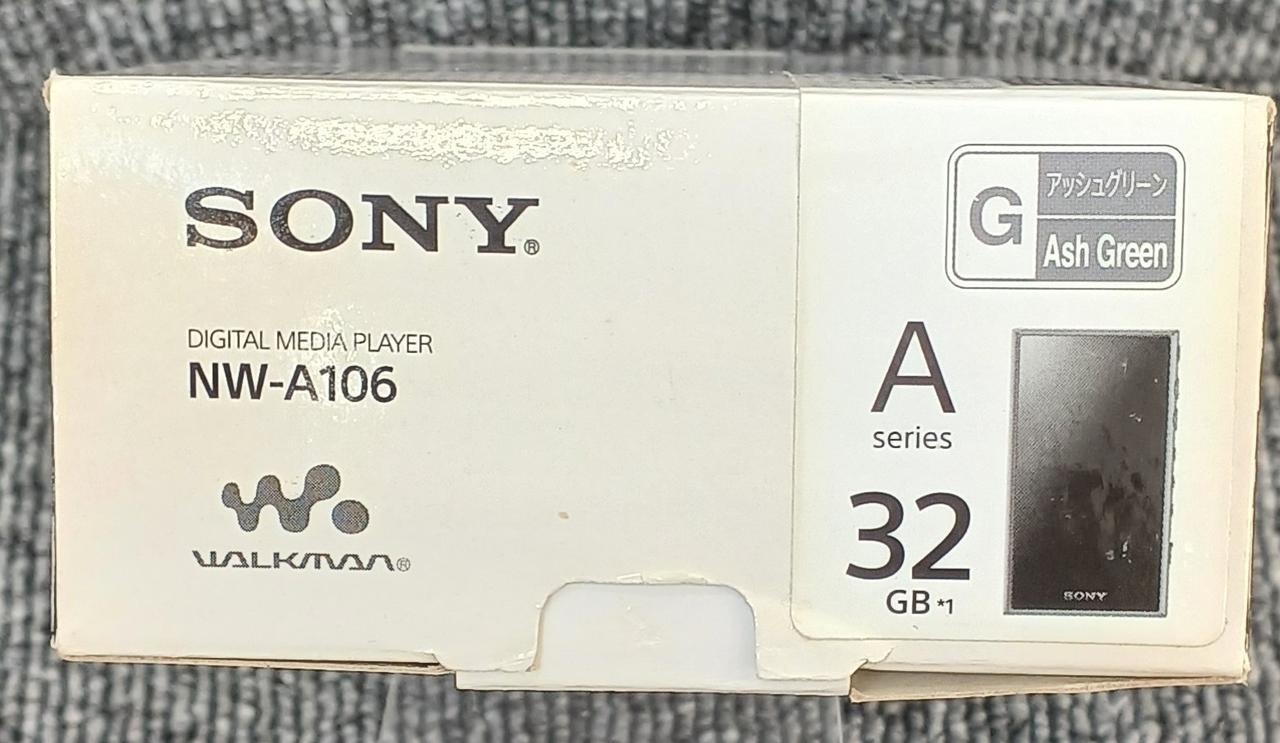 SONY®
DIGITAL MEDIA PLAYER
NW-A106
WALKMAN®
G
アッシュグリーン
Ash Green
A
series
32
GB *1
SONY